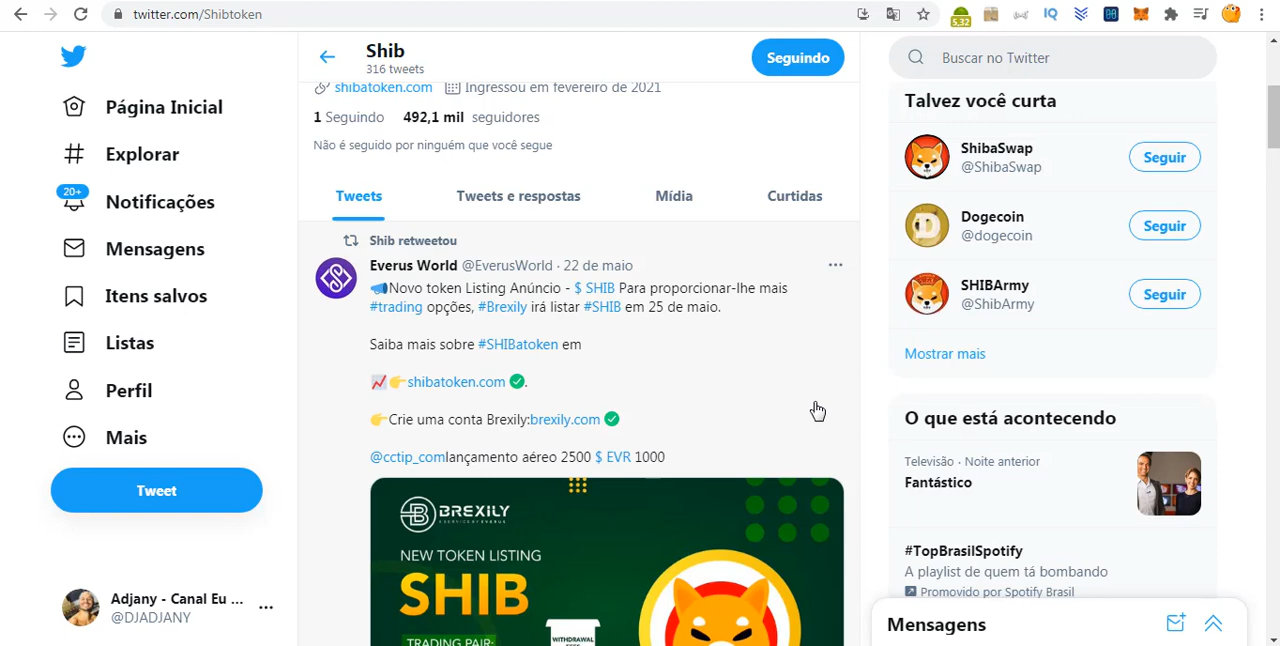 twitter.com/Shibtoken
5,32
Página Inicial
Explorar
20+
Notificações
Mensagens
Itens salvos
Listas
Perfil
Mais
Tweet
Adjany - Canal Eu ...
@DJADJANY
Shib
316 tweets
Seguindo
shibatoken.com Ingressou em fevereiro de 2021
1 Seguindo 492,1 mil seguidores
Não é seguido por ninguém que você segue
Tweets Tweets e respostas Mídia Curtidas
Shib retweetou
Everus World @EverusWorld · 22 de maio
Novo token Listing Anúncio - $ SHIB Para proporcionar-lhe mais
#trading opções, #Brexily irá listar #SHIB em 25 de maio.
Saiba mais sobre #SHIBatoken em
📈👉shibatoken.com✅.
👉Crie uma conta Brexily:brexily.com✅
@cctip_comlançamento aéreo 2500 $ EVR 1000
BREXILY
A SERVICE OF EVERUS
NEW TOKEN LISTING
SHIB
TRADING PAIR:
WITHDRAWAL
Buscar no Twitter
Talvez você curta
ShibaSwap
@ShibaSwap
Seguir
Dogecoin
@dogecoin
Seguir
SHIBArmy
@ShibArmy
Seguir
Mostrar mais
O que está acontecendo
Televisão · Noite anterior
Fantástico
#TopBrasilSpotify
A playlist de quem tá bombando
Promovido por Spotify Brasil
Mensagens